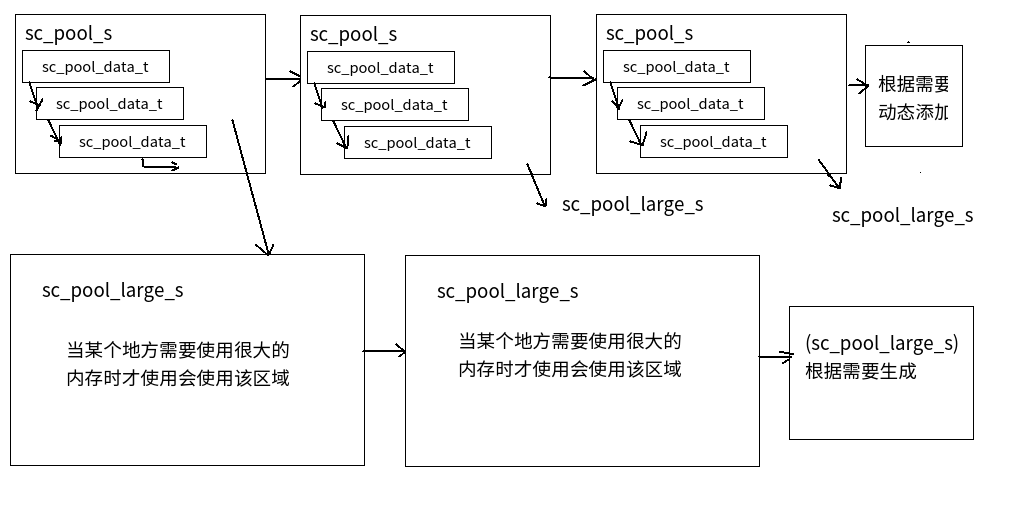 sc_pool_s
sc_pool_data_t
sc_pool_data_t
sc_pool_data_t
sc_pool_s
sc_pool_data_t
sc_pool_data_t
sc_pool_data_t
sc_pool_s
sc_pool_data_t
sc_pool_data_t
sc_pool_data_t
根据需要
动态添加
sc_pool_large_s
sc_pool_large_s
sc_pool_large_s
当某个地方需要使用很大的
内存时才使用会使用该区域
sc_pool_large_s
当某个地方需要使用很大的
内存时才使用会使用该区域
(sc_pool_large_s)
根据需要生成